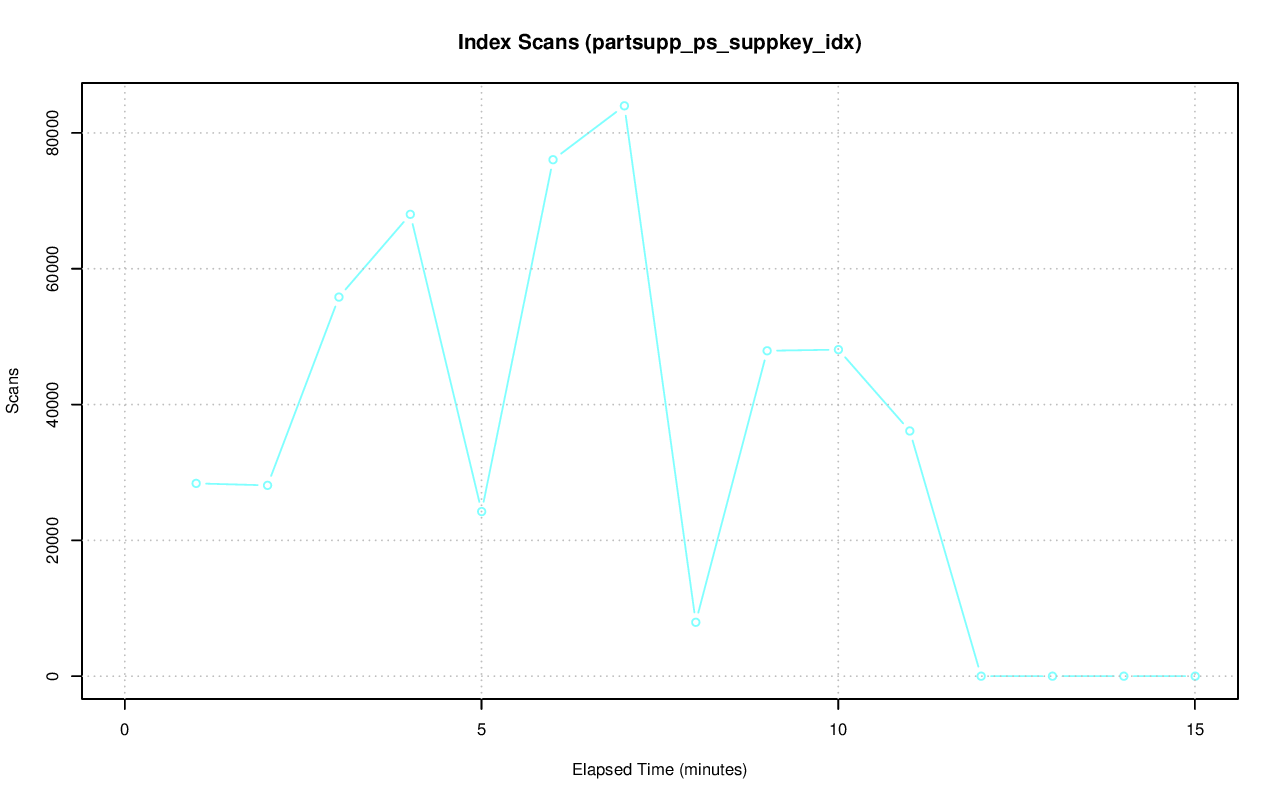 Index Scans (partsupp_ps_suppkey_idx)
80000
60000
40000
20000
0
Scans
0 5 10 15
Elapsed Time (minutes)